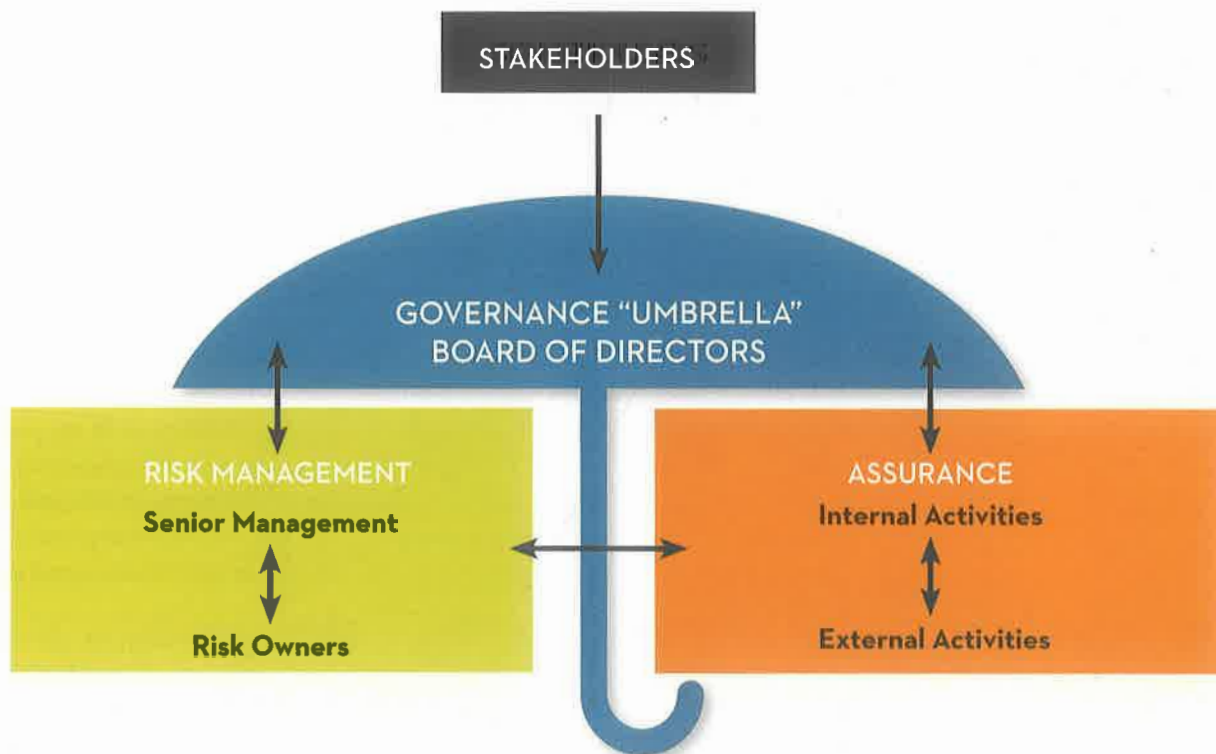 STAKEHOLDERS
GOVERNANCE “UMBRELLA”
BOARD OF DIRECTORS
RISK MANAGEMENT
Senior Management
Risk Owners
ASSURANCE
Internal Activities
External Activities